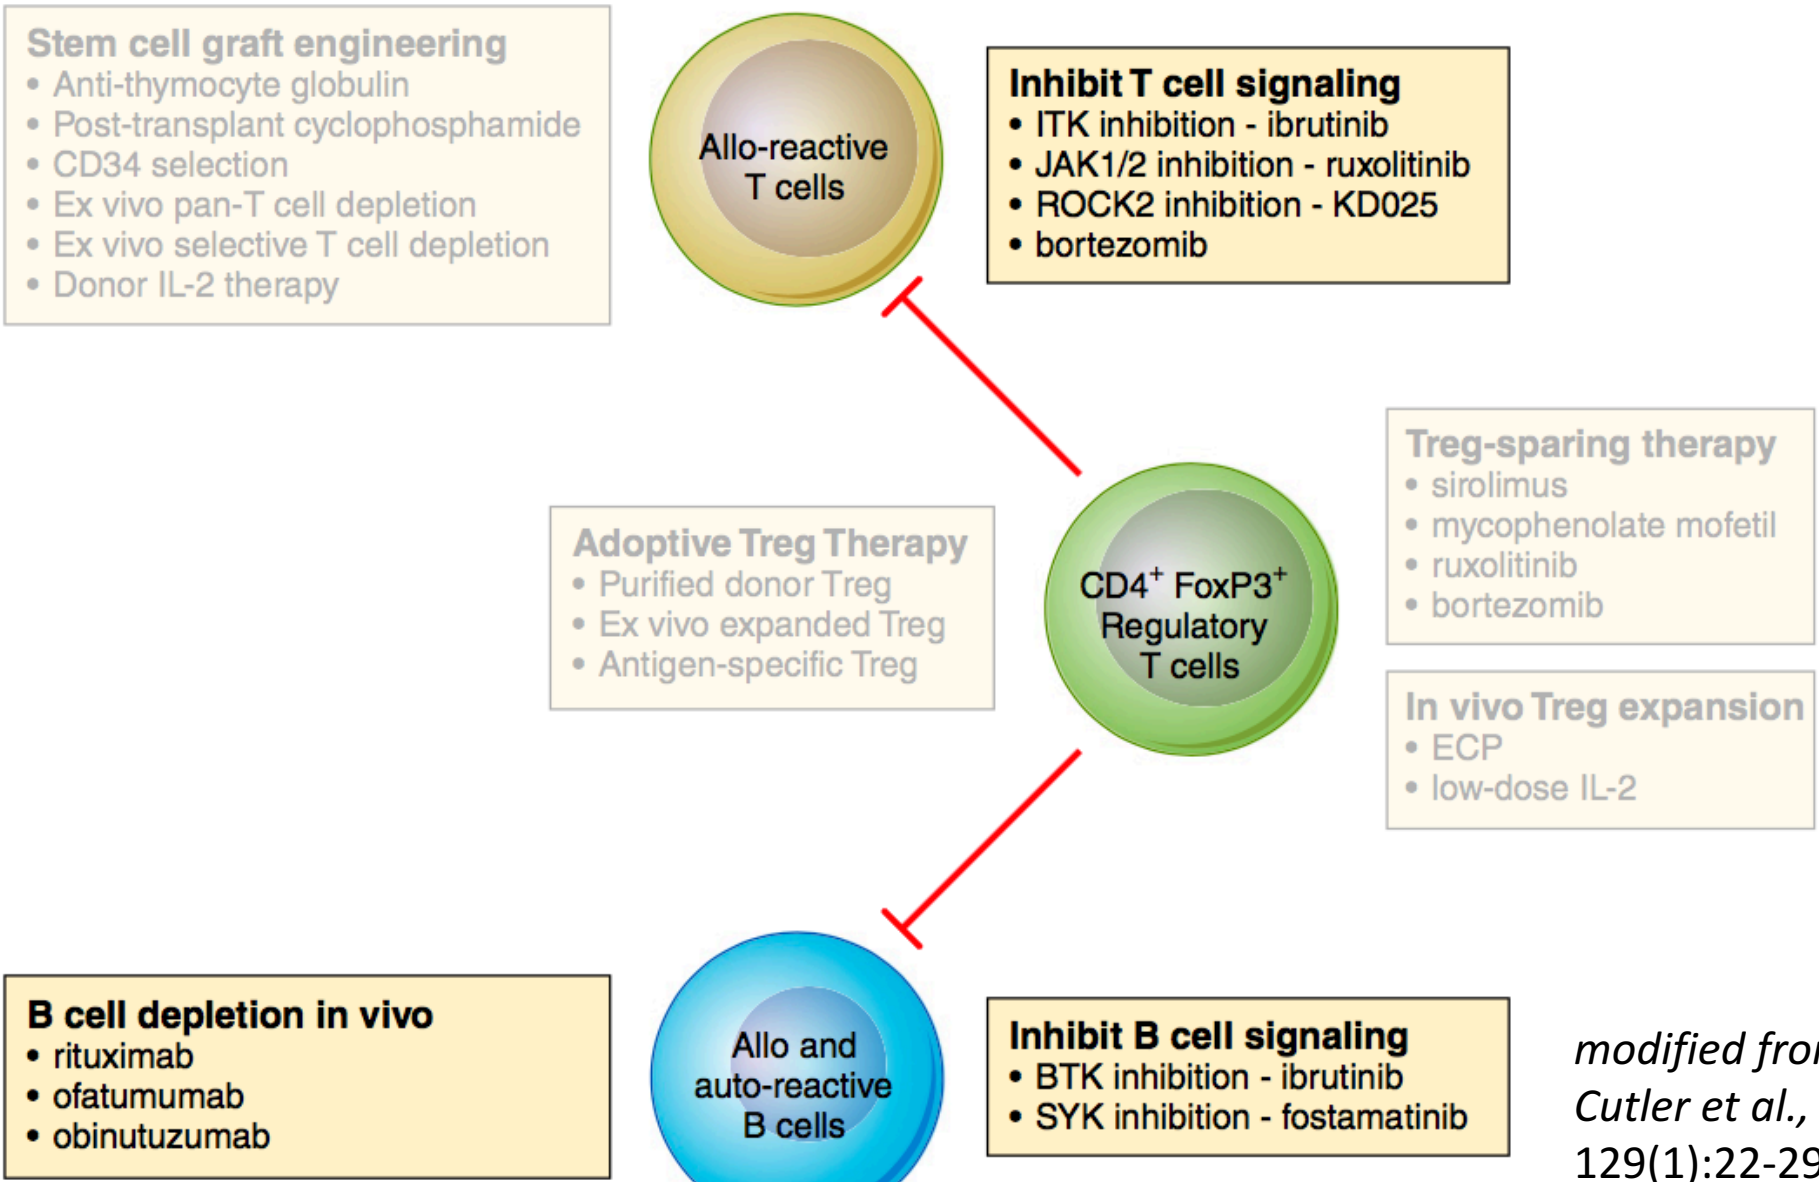 Stem cell graft engineering
• Anti-thymocyte globulin
• Post-transplant cyclophosphamide
• CD34 selection
• Ex vivo pan-T cell depletion
• Ex vivo selective T cell depletion
• Donor IL-2 therapy
Allo-reactive
T cells
Inhibit T cell signaling
• ITK inhibition - ibrutinib
• JAK1/2 inhibition - ruxolitinib
• ROCK2 inhibition - KD025
• bortezomib
Adoptive Treg Therapy
• Purified donor Treg
• Ex vivo expanded Treg
• Antigen-specific Treg
CD4⁺ FoxP3⁺
Regulatory
T cells
Treg-sparing therapy
• sirolimus
• mycophenolate mofetil
• ruxolitinib
• bortezomib
In vivo Treg expansion
• ECP
• low-dose IL-2
B cell depletion in vivo
• rituximab
• ofatumumab
• obinutuzumab
Allo and
auto-reactive
B cells
Inhibit B cell signaling
• BTK inhibition - ibrutinib
• SYK inhibition - fostamatinib
modified
Cutler et al.,
129(1):22-29